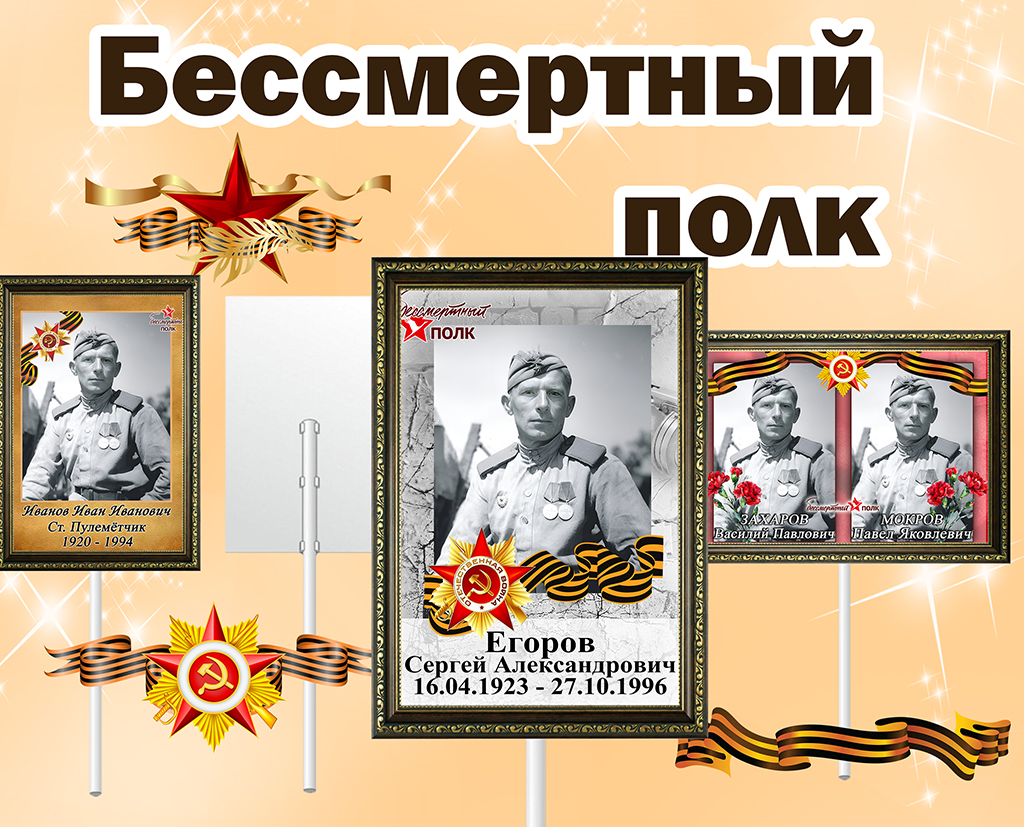 Бессмертный
полк
бессмертный
полк
Иванов Иван Иванович
Ст. Пулемётчик
1920 - 1994
бессмертный
ПОЛК
ОТЕЧЕСТВЕННАЯ ВОЙНА
Егоров
Сергей Александрович
16.04.1923 - 27.10.1996
бессмертный полк
ЗАХАРОВ
Василий Павлович
МОКРОВ
Павел Яковлевич